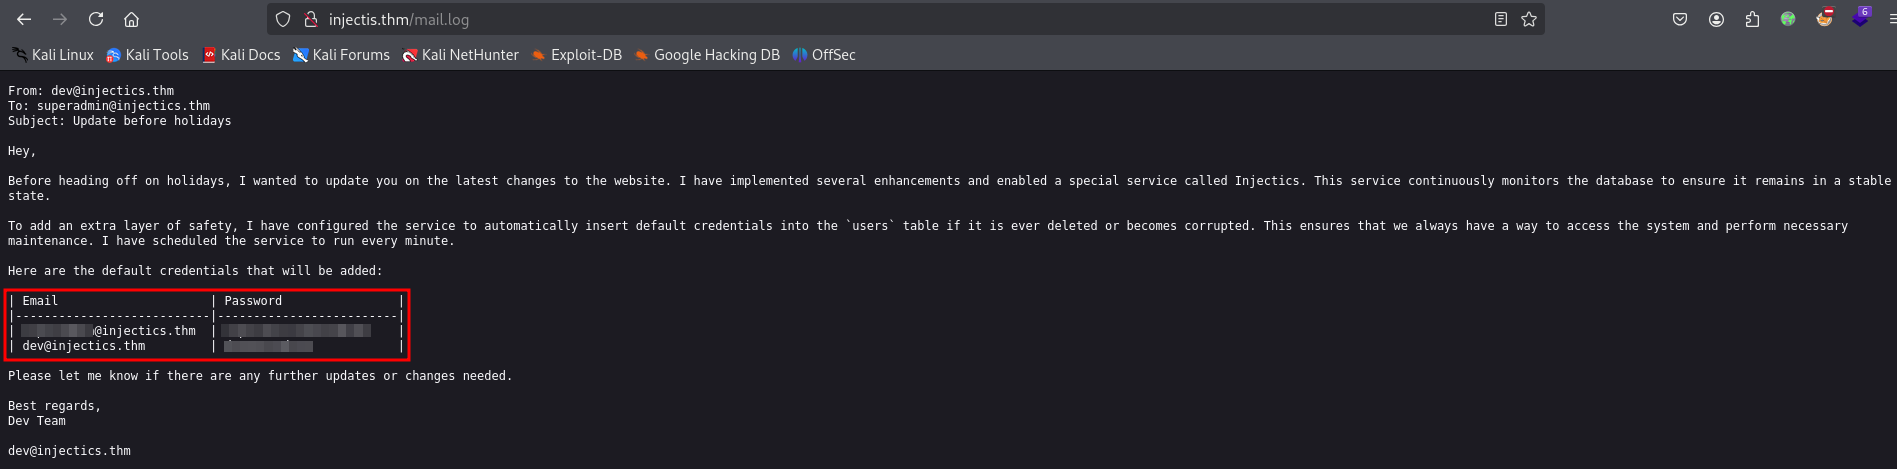 injectis.thm/mail.log
6
Kali Linux Kali Tools Kali Docs Kali Forums Kali NetHunter Exploit-DB Google Hacking DB OffSec
From: dev@injectics.thm
To: superadmin@injectics.thm
Subject: Update before holidays
Hey,
Before heading off on holidays, I wanted to update you on the latest changes to the website. I have implemented several enhancements and enabled a special service called Injectics. This service continuously monitors the database to ensure it remains in a stable
state.
To add an extra layer of safety, I have configured the service to automatically insert default credentials into the `users` table if it is ever deleted or becomes corrupted. This ensures that we always have a way to access the system and perform necessary
maintenance. I have scheduled the service to run every minute.
Here are the default credentials that will be added:
| Email                     | Password                |
|---------------------------|-------------------------|
| @injectics.thm  |                     |
| dev@injectics.thm         |                         |
Please let me know if there are any further updates or changes needed.
Best regards,
Dev Team
dev@injectics.thm